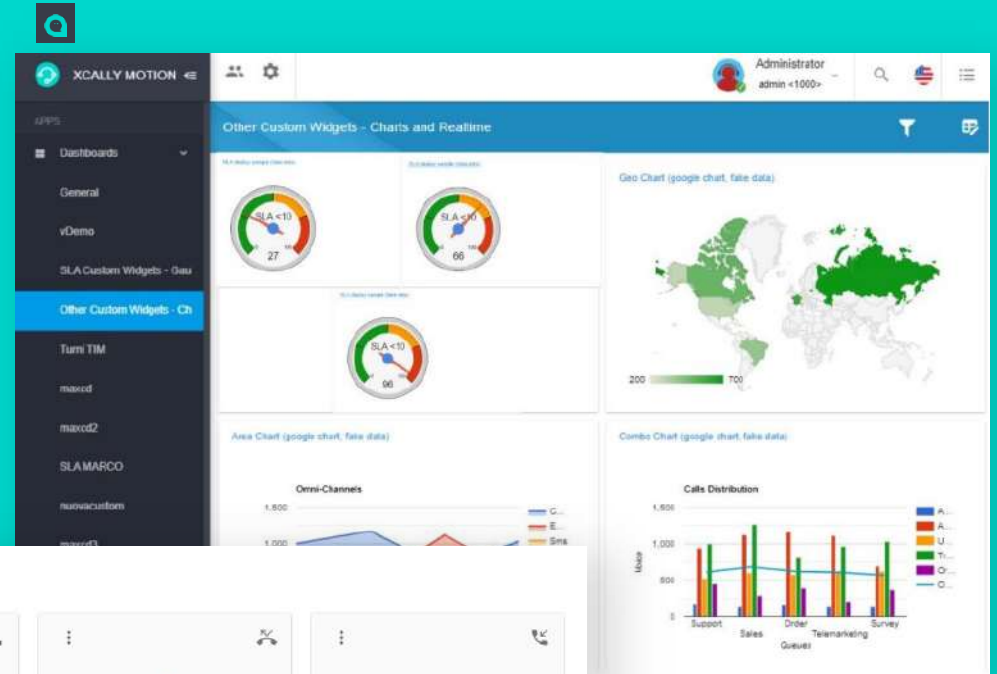 XCALLY MOTION
Administrator
admin <1000>
APPS
Other Custom Widgets - Charts and Realtime
Dashboards
General
vDemo
SLA Custom Widgets - Gau
Other Custom Widgets - Ch
Turni TIM
maxcd
maxcd2
SLA MARCO
nuovacustom
maxcd3
SLA <10
27
SLA <10
66
SLA <10
96
Geo Chart (google chart, fake data)
200
700
Area Chart (google chart, fake data)
Omni-Channels
1,500
1,000
G...
E...
Sms
Combo Chart (google chart, fake data)
Calls Distribution
1,500
1,000
500
0
A...
A...
U...
Support
Sales
Order
Telemarketing
Survey
Queues